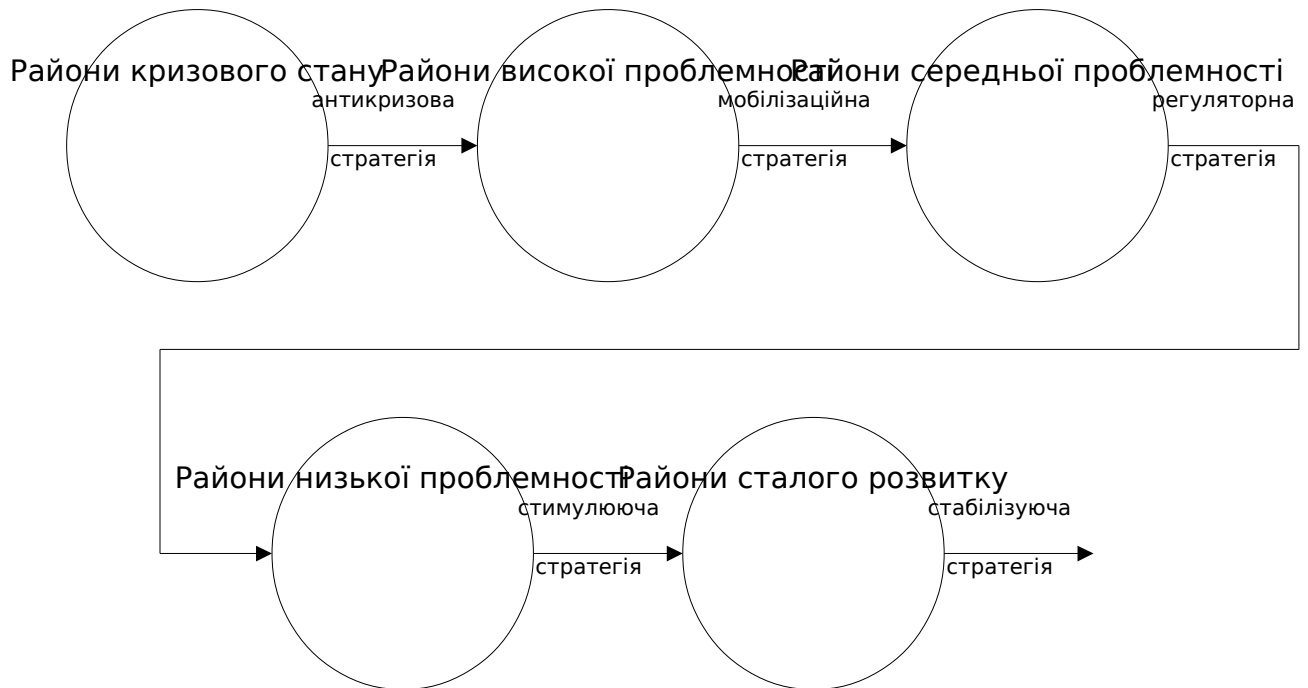 Райони кризового стану
антикризова
стратегія
Райони високої проблемності
мобілізаційна
стратегія
Райони середньої проблемності
регуляторна
стратегія
Райони низької проблемності
стимулююча
стратегія
Райони сталого розвитку
стабілізуюча
стратегія